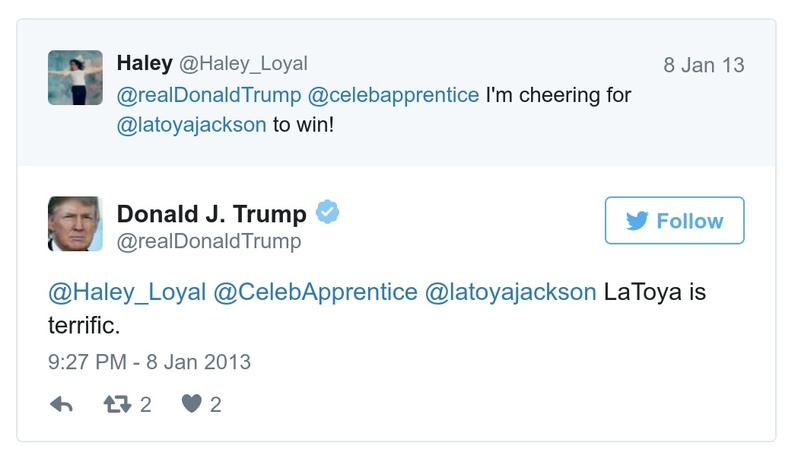 Haley @Haley_Loyal 8 Jan 13
@realDonaldTrump @celebapprentice I'm cheering for
@latoyajackson to win!
Donald J. Trump
@realDonaldTrump
Follow
@Haley_Loyal @CelebApprentice @latoyajackson LaToya is
terrific.
9:27 PM - 8 Jan 2013
2 2